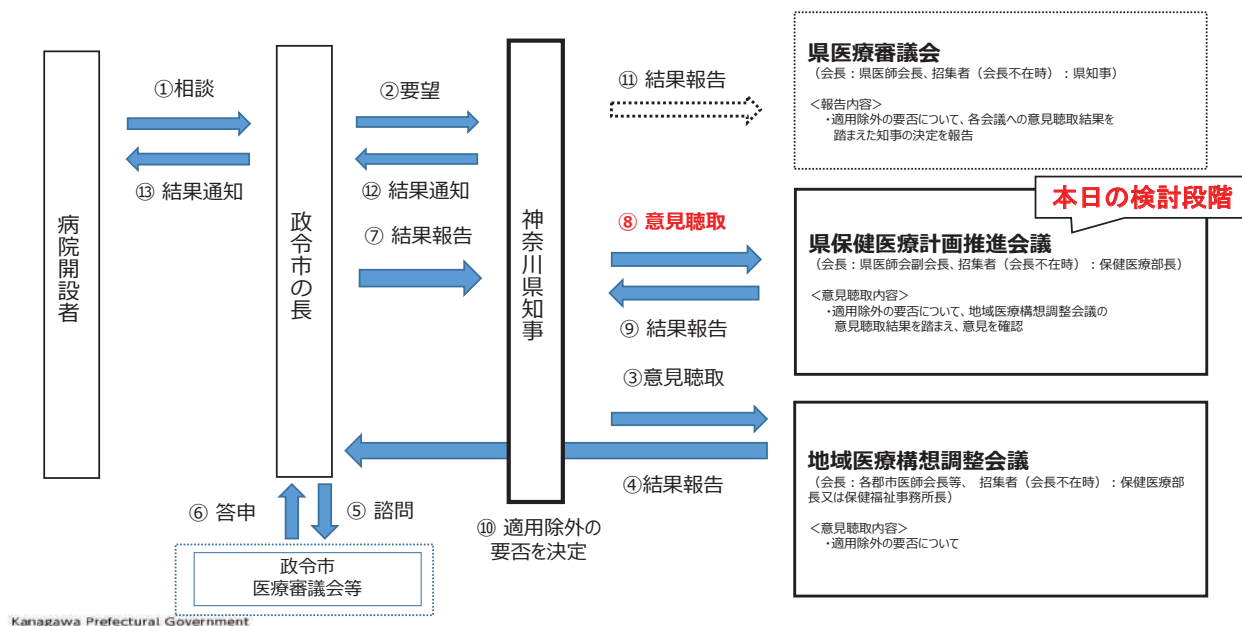 病院開設者
①相談
⑬ 結果通知
政令市の長
②要望
⑫ 結果通知
⑦ 結果報告
⑥ 答申
⑤ 諮問
政令市
医療審議会等
神奈川県知事
⑩ 適用除外の
要否を決定
⑪ 結果報告
⑧ 意見聴取
⑨ 結果報告
③意見聴取
④結果報告
県医療審議会
（会長：県医師会長、招集者（会長不在時）：県知事）
＜報告内容＞
・適用除外の要否について、各会議への意見聴取結果を
踏まえた知事の決定を報告
本日の検討段階
県保健医療計画推進会議
（会長：県医師会副会長、招集者（会長不在時）：保健医療部長）
＜意見聴取内容＞
・適用除外の要否について、地域医療構想調整会議の
意見聴取結果を踏まえ、意見を確認
地域医療構想調整会議
（会長：各郡市医師会長等、 招集者（会長不在時）：保健医療部
長又は保健福祉事務所長）
＜意見聴取内容＞
・適用除外の要否について
Kanagawa Prefectural Government